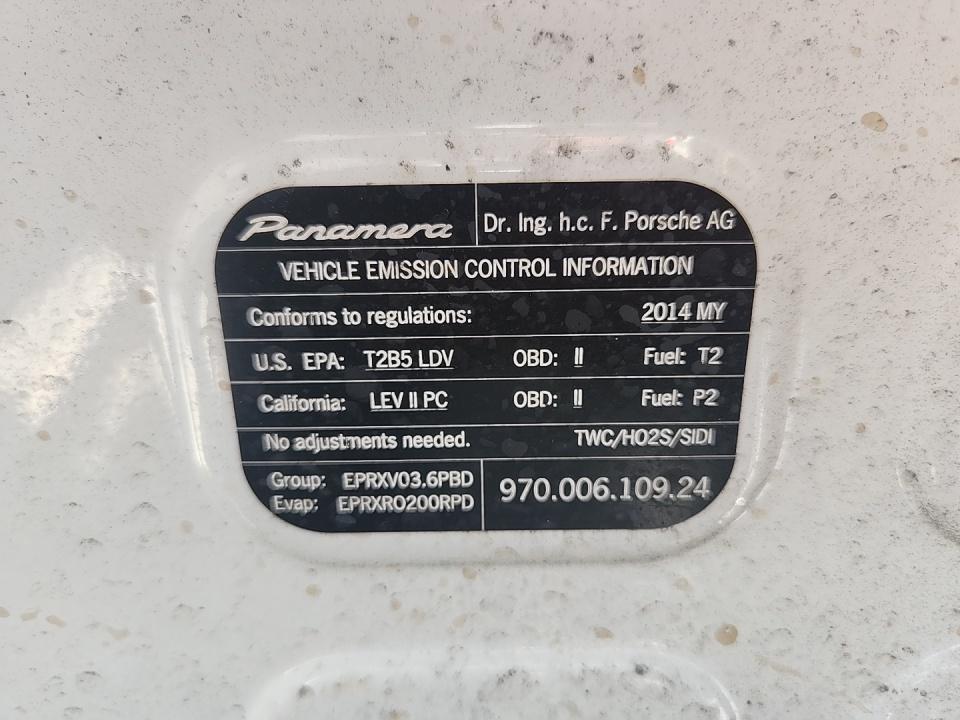 Panamera Dr. Ing. h.c. F. Porsche AG
VEHICLE EMISSION CONTROL INFORMATION
Conforms to regulations: 2014 MY
U.S. EPA: T2B5 LDV OBD: II Fuel: T2
California: LEV II PC OBD: II Fuel: P2
No adjustments needed. TWC/HO2S/SIDI
Group: EPRXV03.6PBD
Evap: EPRXR0200RPD
970.006.109.24